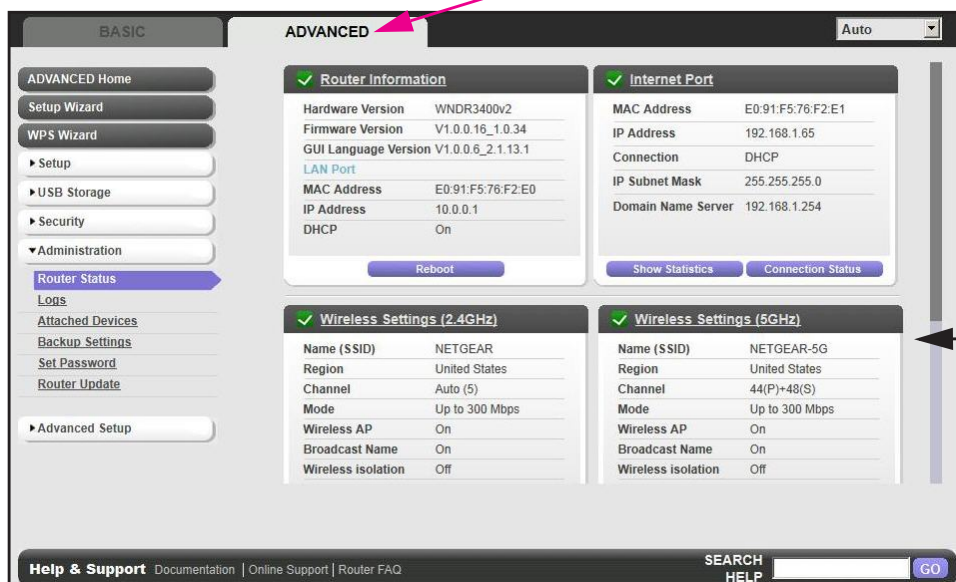 BASIC
ADVANCED
Auto
ADVANCED Home
Setup Wizard
WPS Wizard
Setup
USB Storage
Security
Administration
Router Status
Logs
Attached Devices
Backup Settings
Set Password
Router Update
Advanced Setup
Router Information
Hardware Version WNDR3400v2
Firmware Version V1.0.0.16_1.0.34
GUI Language Version V1.0.0.6_2.1.13.1
LAN Port
MAC Address E0:91:F5:76:F2:E0
IP Address 10.0.0.1
DHCP On
Reboot
Internet Port
MAC Address E0:91:F5:76:F2:E1
IP Address 192.168.1.65
Connection DHCP
IP Subnet Mask 255.255.255.0
Domain Name Server 192.168.1.254
Show Statistics Connection Status
Wireless Settings (2.4GHz)
Name (SSID) NETGEAR
Region United States
Channel Auto (5)
Mode Up to 300 Mbps
Wireless AP On
Broadcast Name On
Wireless isolation Off
Wireless Settings (5GHz)
Name (SSID) NETGEAR-5G
Region United States
Channel 44(P)+48(S)
Mode Up to 300 Mbps
Wireless AP On
Broadcast Name On
Wireless isolation Off
Help & Support Documentation | Online Support | Router FAQ
SEARCH
HELP
GO